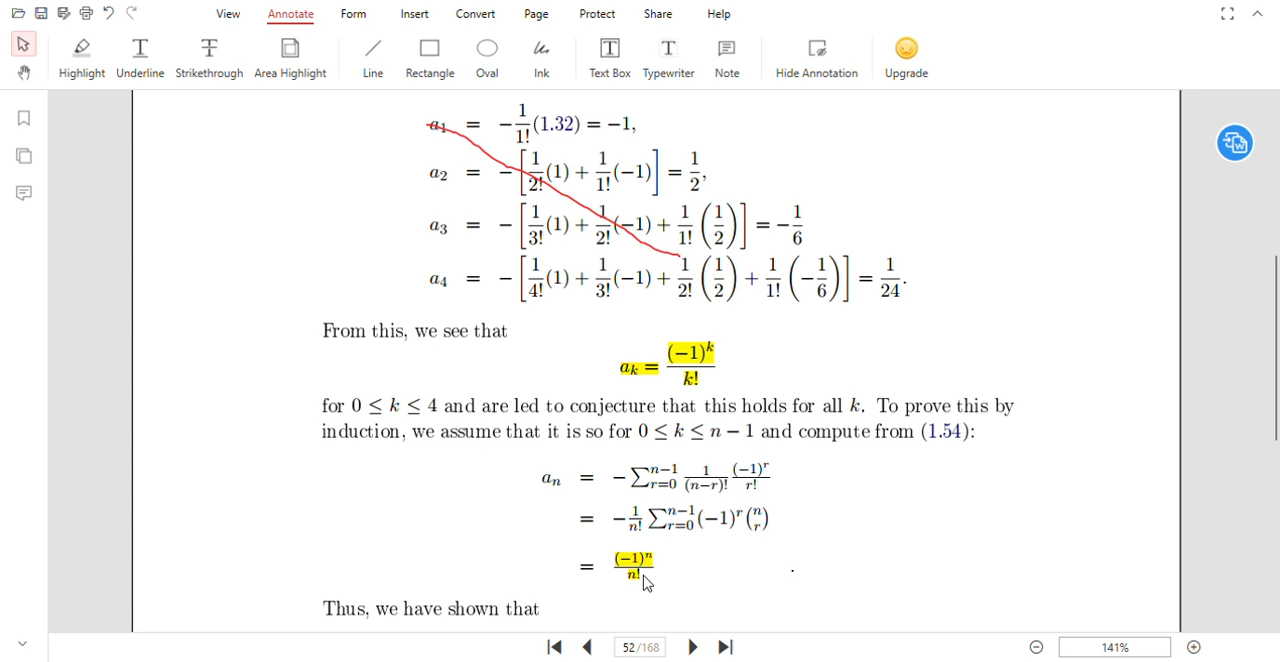 View Annotate Form Insert Convert Page Protect Share Help
Highlight Underline Strikethrough Area Highlight Line Rectangle Oval Ink Text Box Typewriter Note Hide Annotation Upgrade
a₁ = −1/1!(1.32) = −1,
a₂ = −[1/2!(1) + 1/1!(−1)] = 1/2,
a₃ = −[1/3!(1) + 1/2!(−1) + 1/1!(1/2)] = −1/6
a₄ = −[1/4!(1) + 1/3!(−1) + 1/2!(1/2) + 1/1!(−1/6)] = 1/24.
From this, we see that
aₖ = (−1)ᵏ/k!
for 0 ≤ k ≤ 4 and are led to conjecture that this holds for all k. To prove this by
induction, we assume that it is so for 0 ≤ k ≤ n − 1 and compute from (1.54):
aₙ = −∑_{r=0}^{n−1} 1/(n−r)! (−1)ʳ/r!
= −1/n! ∑_{r=0}^{n−1}(−1)ʳ(n r)
= (−1)ⁿ/n! .
Thus, we have shown that
52 /168
141%